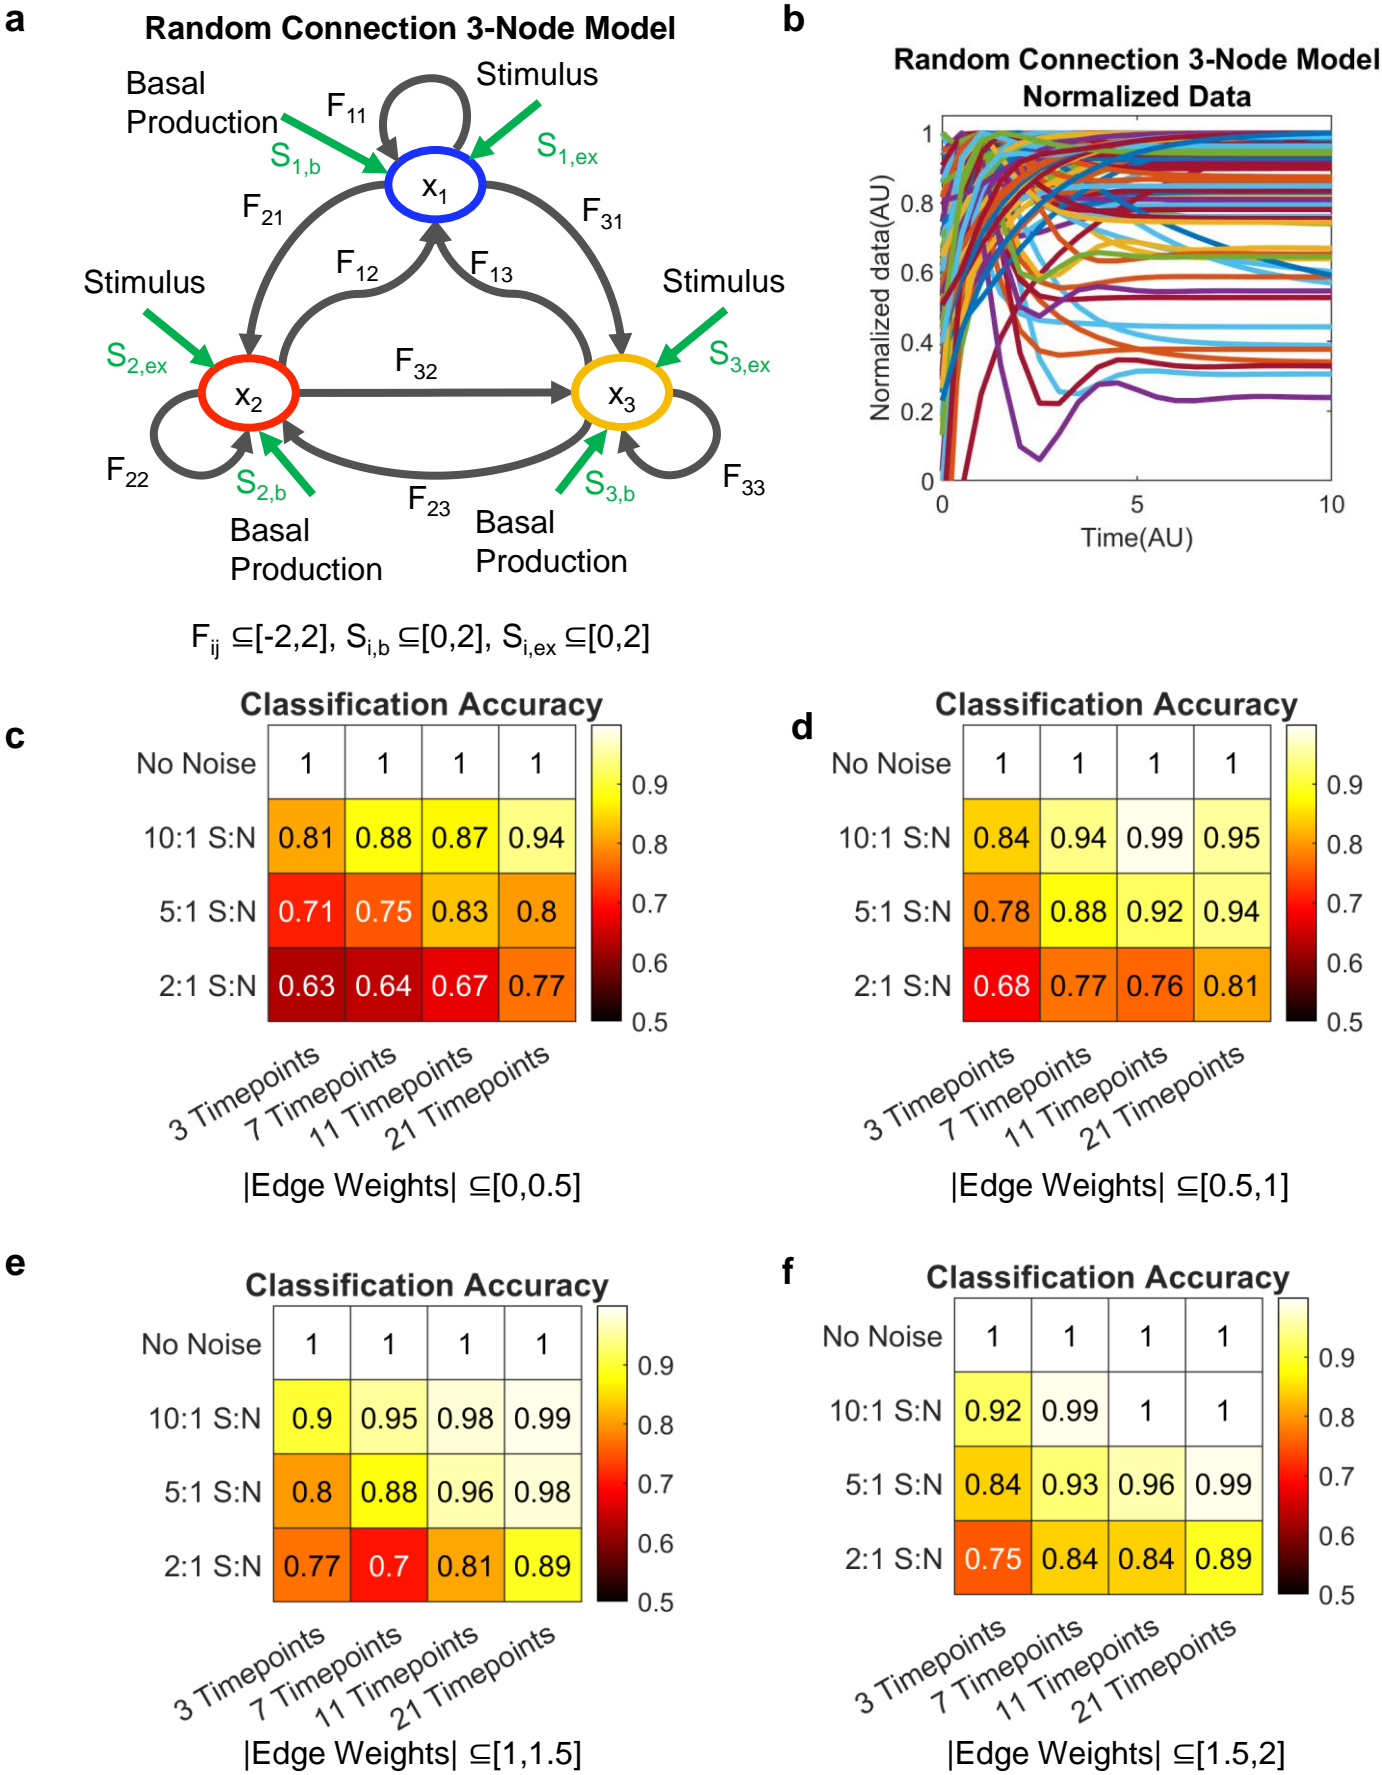 a
Random Connection 3-Node Model
Basal
Production
Stimulus
F11
S1,b
S1,ex
x1
F21
F31
F12
F13
Stimulus
Stimulus
S2,ex
S3,ex
F32
x2
x3
F22
S2,b
F23
S3,b
F33
Basal
Production
Basal
Production
Fij ⊆[-2,2], Si,b ⊆[0,2], Si,ex ⊆[0,2]
b
Random Connection 3-Node Model
Normalized Data
Normalized data(AU)
1
0.8
0.6
0.4
0.2
0
0 5 10
Time(AU)
c
Classification Accuracy
No Noise 1 1 1 1
10:1 S:N 0.81 0.88 0.87 0.94
5:1 S:N 0.71 0.75 0.83 0.8
2:1 S:N 0.63 0.64 0.67 0.77
0.9
0.8
0.7
0.6
0.5
3 Timepoints
7 Timepoints
11 Timepoints
21 Timepoints
|Edge Weights| ⊆[0,0.5]
d
Classification Accuracy
No Noise 1 1 1 1
10:1 S:N 0.84 0.94 0.99 0.95
5:1 S:N 0.78 0.88 0.92 0.94
2:1 S:N 0.68 0.77 0.76 0.81
0.9
0.8
0.7
0.6
0.5
3 Timepoints
7 Timepoints
11 Timepoints
21 Timepoints
|Edge Weights| ⊆[0.5,1]
e
Classification Accuracy
No Noise 1 1 1 1
10:1 S:N 0.9 0.95 0.98 0.99
5:1 S:N 0.8 0.88 0.96 0.98
2:1 S:N 0.77 0.7 0.81 0.89
0.9
0.8
0.7
0.6
0.5
3 Timepoints
7 Timepoints
11 Timepoints
21 Timepoints
|Edge Weights| ⊆[1,1.5]
f
Classification Accuracy
No Noise 1 1 1 1
10:1 S:N 0.92 0.99 1 1
5:1 S:N 0.84 0.93 0.96 0.99
2:1 S:N 0.75 0.84 0.84 0.89
0.9
0.8
0.7
0.6
0.5
3 Timepoints
7 Timepoints
11 Timepoints
21 Timepoints
|Edge Weights| ⊆[1.5,2]